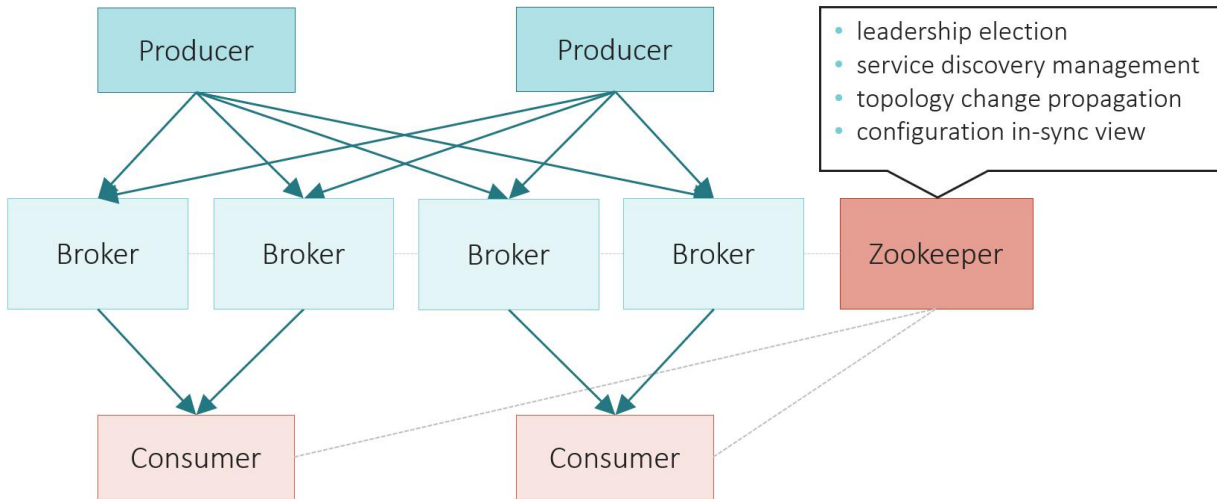 Producer
Producer
• leadership election
• service discovery management
• topology change propagation
• configuration in-sync view
Broker
Broker
Broker
Broker
Zookeeper
Consumer
Consumer